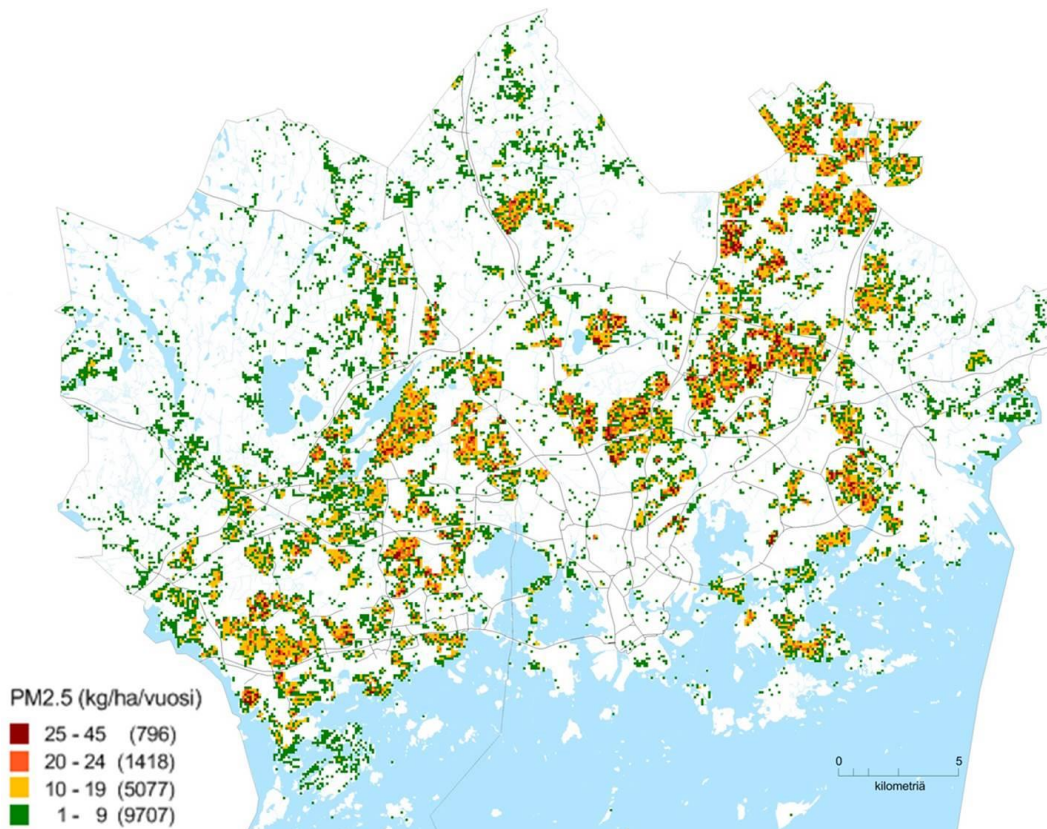 PM2.5 (kg/ha/vuosi)
25 - 45 (796)
20 - 24 (1418)
10 - 19 (5077)
1 - 9 (9707)
0 5
kilometriä